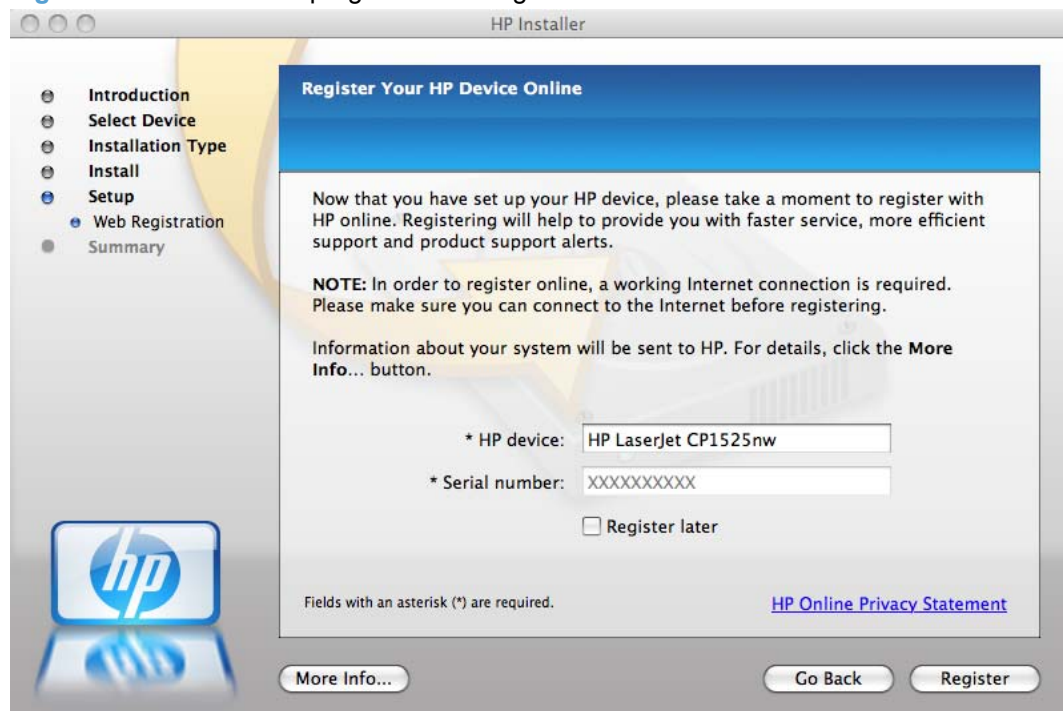 HP Installer
Introduction
Select Device
Installation Type
Install
Setup
Web Registration
Summary
Register Your HP Device Online
Now that you have set up your HP device, please take a moment to register with
HP online. Registering will help to provide you with faster service, more efficient
support and product support alerts.
NOTE: In order to register online, a working Internet connection is required.
Please make sure you can connect to the Internet before registering.
Information about your system will be sent to HP. For details, click the More
Info... button.
* HP device: HP LaserJet CP1525nw
* Serial number: XXXXXXXXXX
Register later
hp
Fields with an asterisk (*) are required. HP Online Privacy Statement
More Info... Go Back Register